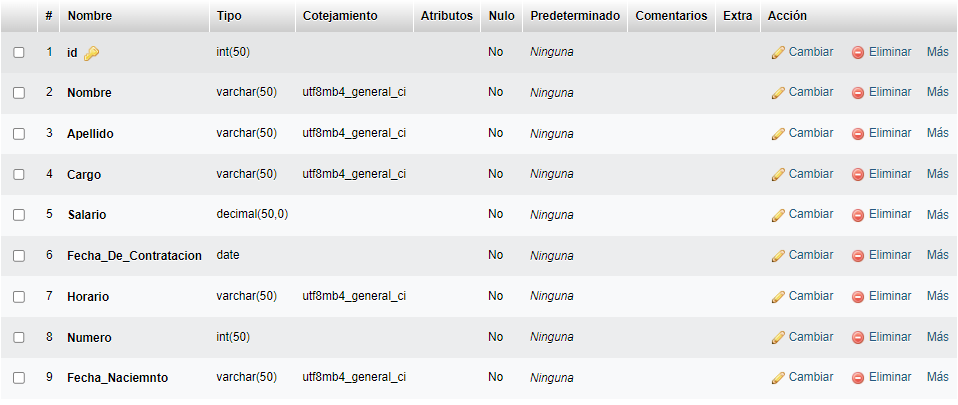 # Nombre Tipo Cotejamiento Atributos Nulo Predeterminado Comentarios Extra Acción
1 id int(50) No Ninguna Cambiar Eliminar Más
2 Nombre varchar(50) utf8mb4_general_ci No Ninguna Cambiar Eliminar Más
3 Apellido varchar(50) utf8mb4_general_ci No Ninguna Cambiar Eliminar Más
4 Cargo varchar(50) utf8mb4_general_ci No Ninguna Cambiar Eliminar Más
5 Salario decimal(50,0) No Ninguna Cambiar Eliminar Más
6 Fecha_De_Contratacion date No Ninguna Cambiar Eliminar Más
7 Horario varchar(50) utf8mb4_general_ci No Ninguna Cambiar Eliminar Más
8 Numero int(50) No Ninguna Cambiar Eliminar Más
9 Fecha_Naciemnto varchar(50) utf8mb4_general_ci No Ninguna Cambiar Eliminar Más